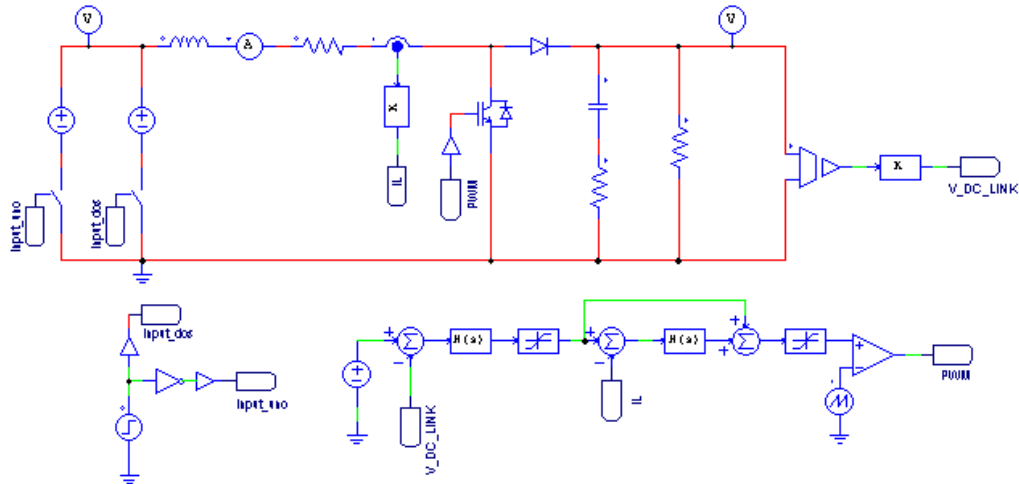 V
V
A
K
IL
PWM
Input_uno
Input_dos
K
V_DC_LINK
Input_dos
Input_uno
H(s)
H(s)
V_DC_LINK
IL
PWM